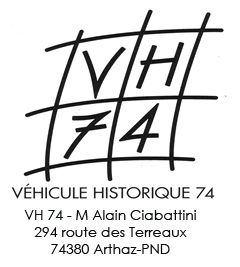 VH
74
VÉHICULE HISTORIQUE 74
VH 74 - M Alain Ciabattini
294 route des Terreaux
74380 Arthaz-PND